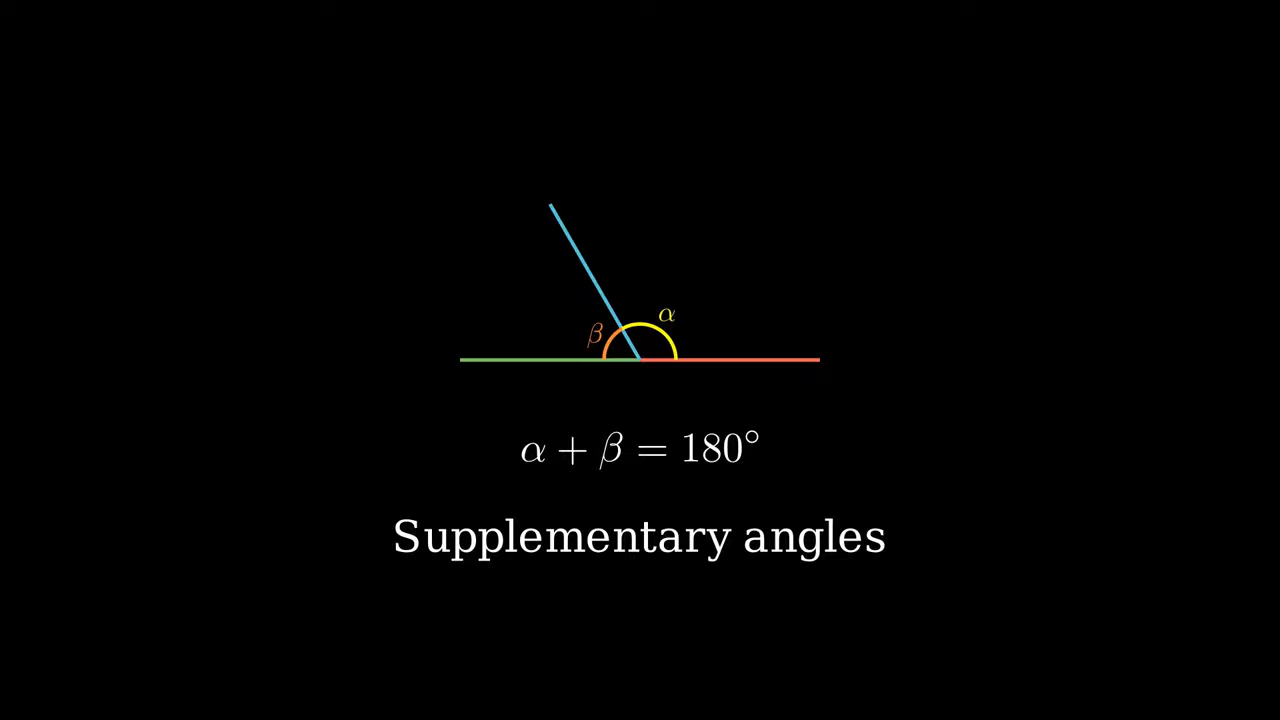 α
β
α + β = 180°
Supplementary angles